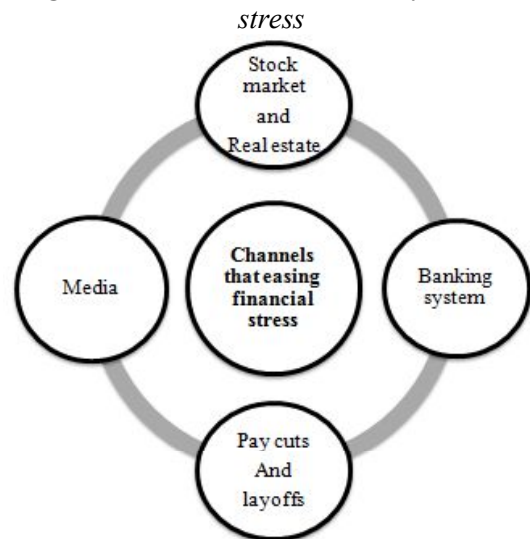 stress
Stock
market
and
Real estate
Media
Channels
that easing
financial
stress
Banking
system
Pay cuts
And
layoffs